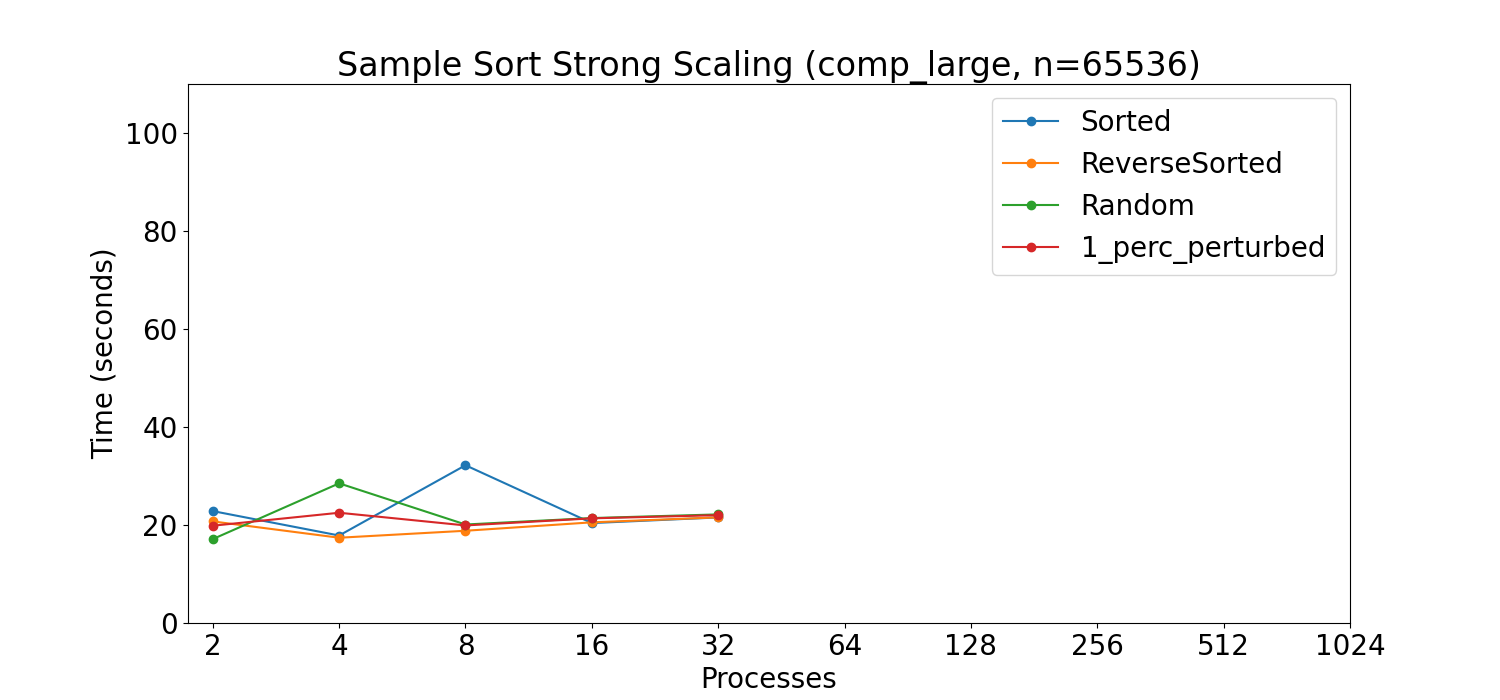 Sample Sort Strong Scaling (comp_large, n=65536)
Sorted
ReverseSorted
Random
1_perc_perturbed
Time (seconds)
100
80
60
40
20
0
2 4 8 16 32 64 128 256 512 1024
Processes